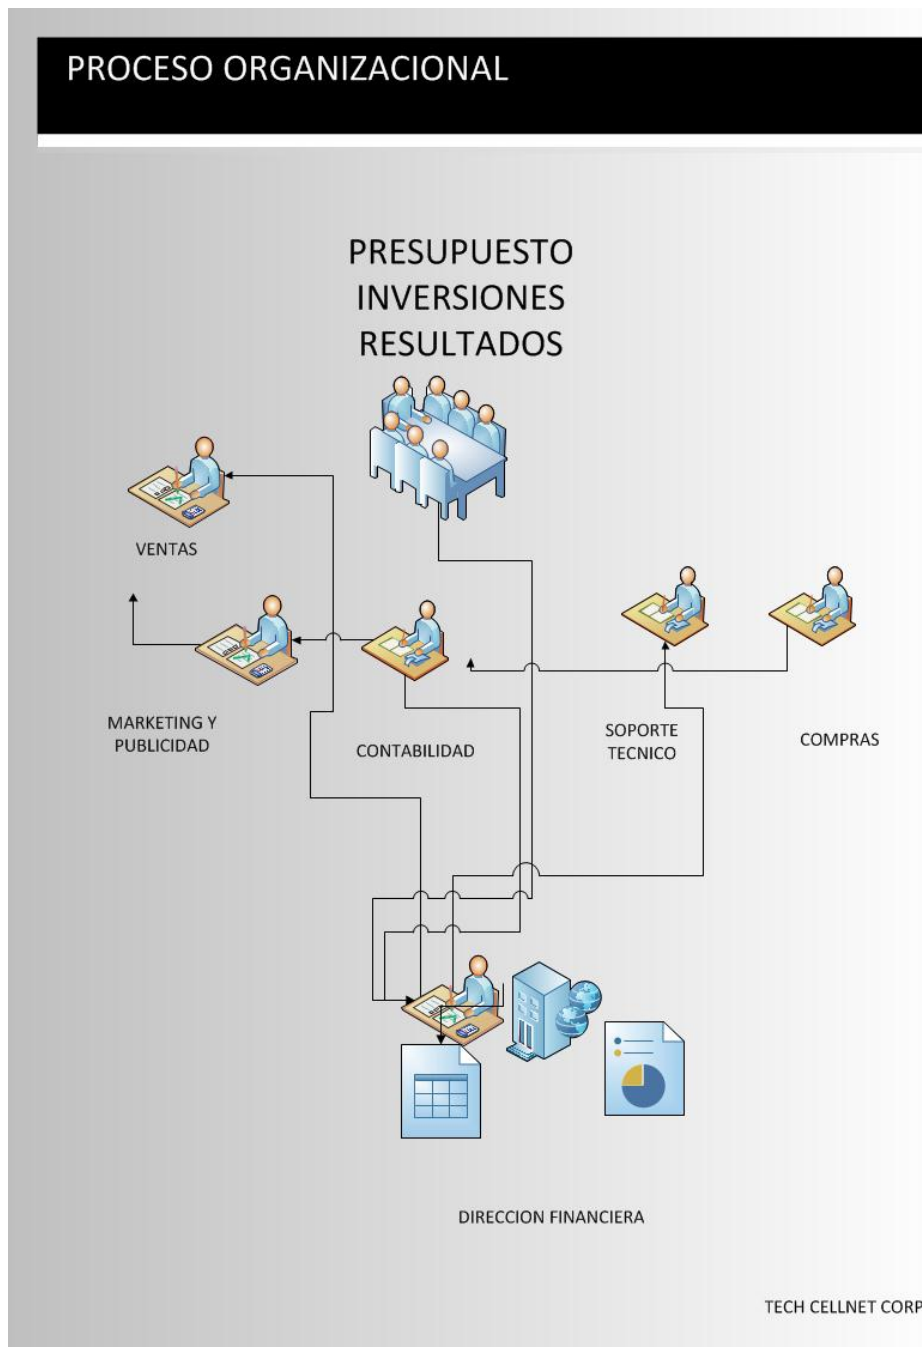 PROCESO ORGANIZACIONAL
PRESUPUESTO
INVERSIONES
RESULTADOS
VENTAS
MARKETING Y
PUBLICIDAD
CONTABILIDAD
SOPORTE
TECNICO
COMPRAS
DIRECCION FINANCIERA
TECH CELLNET CORP